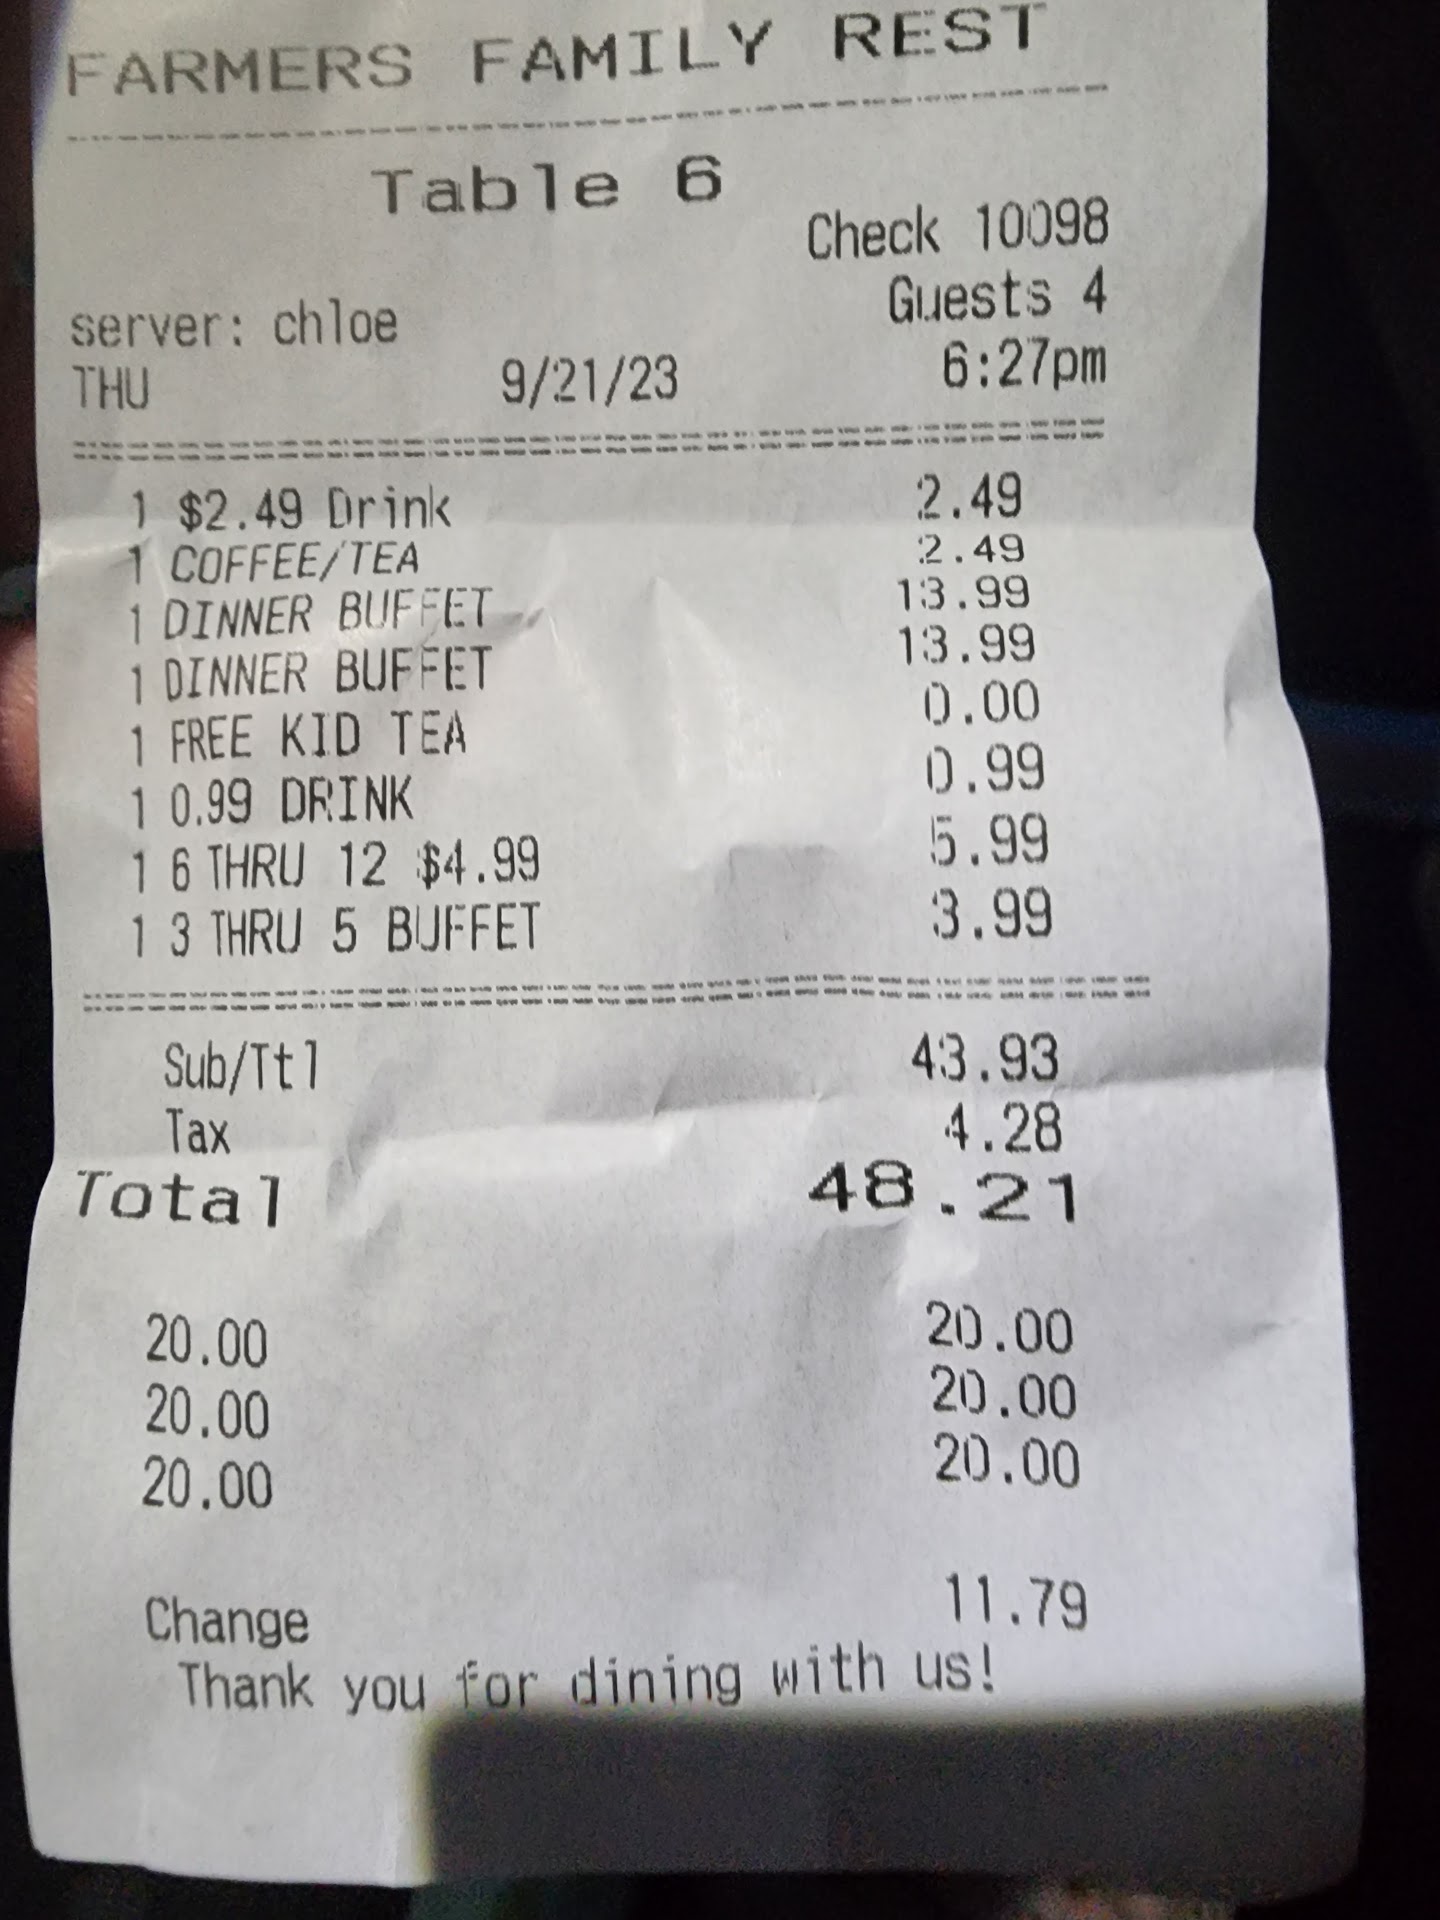 FARMERS FAMILY REST
Table 6
Check 10098
Guests 4
server: chloe
THU 9/21/23 6:27pm
1 $2.49 Drink 2.49
1 COFFEE/TEA 2.49
1 DINNER BUFFET 13.99
1 DINNER BUFFET 13.99
1 FREE KID TEA 0.00
1 0.99 DRINK 0.99
1 6 THRU 12 $4.99 5.99
1 3 THRU 5 BUFFET 3.99
Sub/Ttl 43.93
Tax 4.28
Total 48.21
20.00 20.00
20.00 20.00
20.00 20.00
Change 11.79
Thank you for dining with us!